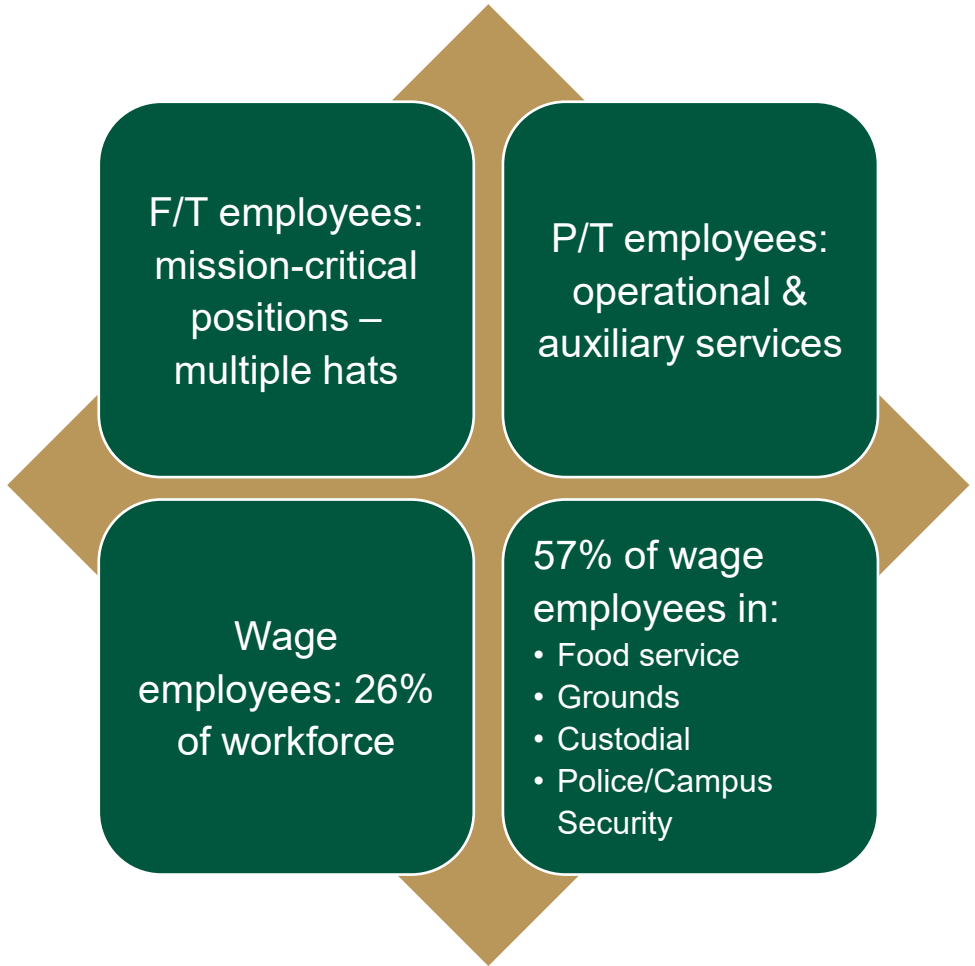 F/T employees:
mission-critical
positions –
multiple hats
P/T employees:
operational &
auxiliary services
Wage
employees: 26%
of workforce
57% of wage
employees in:
• Food service
• Grounds
• Custodial
• Police/Campus
Security